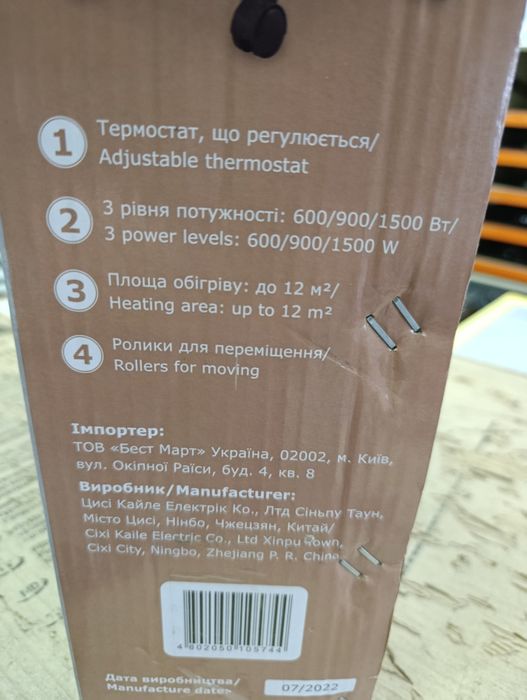 1 Термостат, що регулюється/
Adjustable thermostat
2 3 рівня потужності: 600/900/1500 Вт/
3 power levels: 600/900/1500 W
3 Площа обігріву: до 12 м²/
Heating area: up to 12 m²
4 Ролики для переміщення/
Rollers for moving
Імпортер:
ТОВ «Бест Март» Україна, 02002, м. Київ,
вул. Окіпної Раїси, буд. 4, кв. 8
Виробник/Manufacturer:
Цисі Кайле Електрік Ко., Лтд Сіньпу Таун,
Місто Цисі, Нінбо, Чжецзян, Китай/
Cixi Kaile Electric Co., Ltd Xinpu Town,
Cixi City, Ningbo, Zhejiang P. R. China
4 802050 105744
Дата виробництва/
Manufacture date: 07/2022